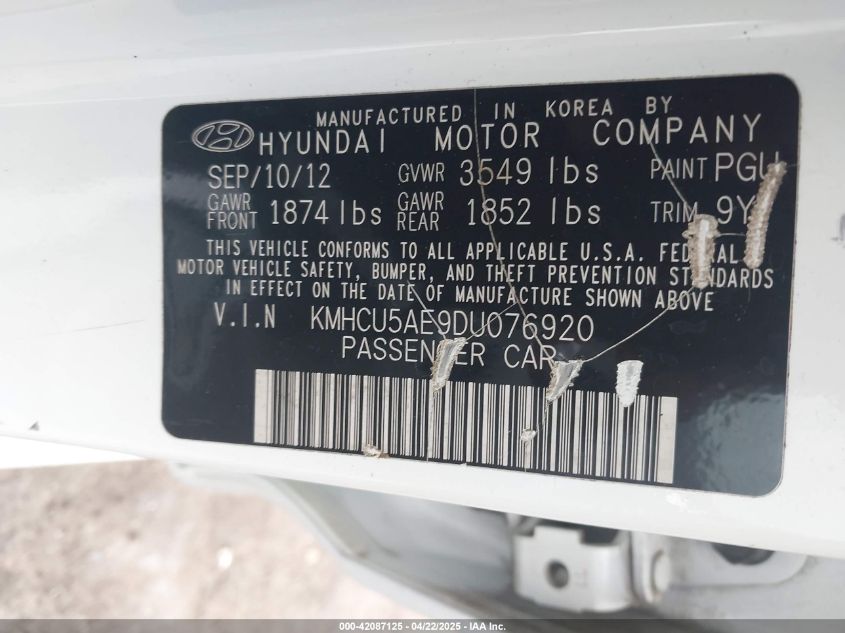 MANUFACTURED IN KOREA BY
HYUNDAI MOTOR COMPANY
SEP/10/12 GVWR 3549 lbs PAINT PGU
GAWR FRONT 1874 lbs GAWR REAR 1852 lbs TRIM 9Y
THIS VEHICLE CONFORMS TO ALL APPLICABLE U.S.A. FEDERAL
MOTOR VEHICLE SAFETY, BUMPER, AND THEFT PREVENTION STANDARDS
IN EFFECT ON THE DATE OF MANUFACTURE SHOWN ABOVE
V.I.N KMHCU5AE9DU076920
PASSENGER CAR
000-42087125 - 04/22/2025 - IAA Inc.